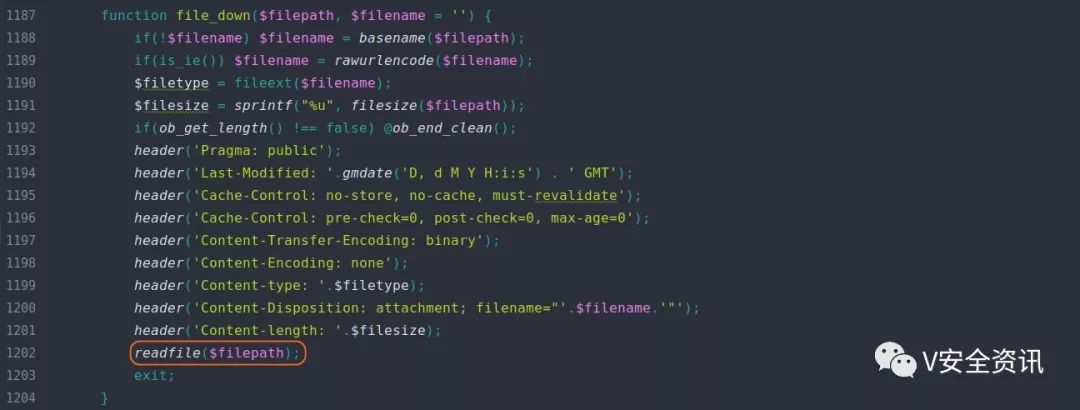 1187 function file_down($filepath, $filename = '') {
1188 if(!$filename) $filename = basename($filepath);
1189 if(is_ie()) $filename = rawurlencode($filename);
1190 $filetype = fileext($filename);
1191 $filesize = sprintf("%u", filesize($filepath));
1192 if(ob_get_length() !== false) @ob_end_clean();
1193 header('Pragma: public');
1194 header('Last-Modified: '.gmdate('D, d M Y H:i:s') . ' GMT');
1195 header('Cache-Control: no-store, no-cache, must-revalidate');
1196 header('Cache-Control: pre-check=0, post-check=0, max-age=0');
1197 header('Content-Transfer-Encoding: binary');
1198 header('Content-Encoding: none');
1199 header('Content-type: '.$filetype);
1200 header('Content-Disposition: attachment; filename="'.$filename.'"');
1201 header('Content-length: '.$filesize);
1202 readfile($filepath);
1203 exit;
1204 }
V安全资讯